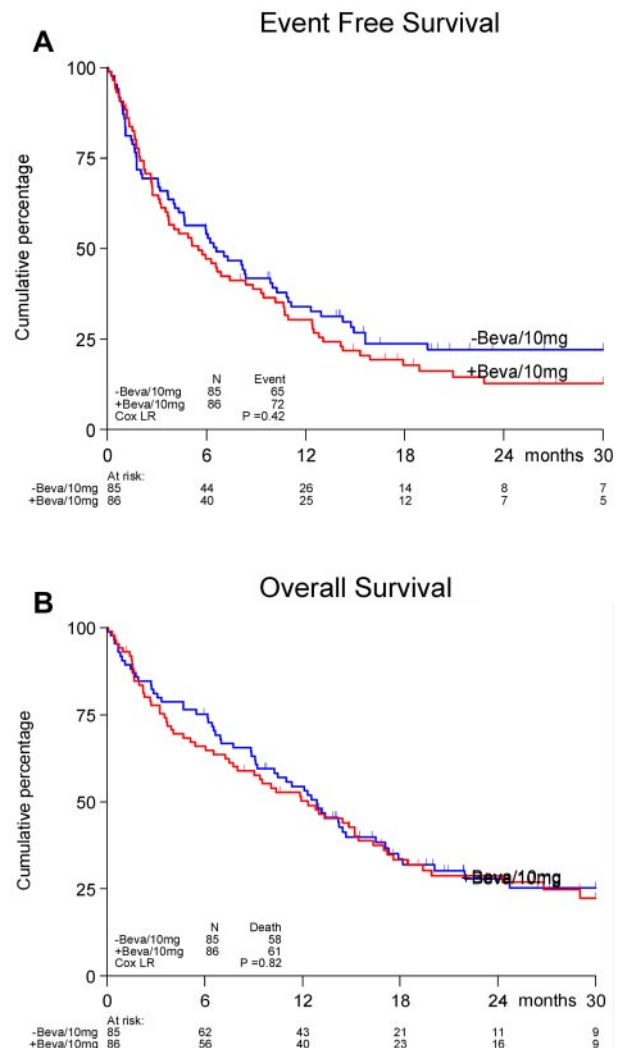 A
Event Free Survival
100
75
50
25
0
Cumulative percentage
-Beva/10mg
+Beva/10mg
N Event
-Beva/10mg 85 65
+Beva/10mg 86 72
Cox LR P =0.42
0 6 12 18 24 months 30
At risk:
-Beva/10mg 85 44 26 14 8 7
+Beva/10mg 86 40 25 12 7 5
B
Overall Survival
100
75
50
25
0
Cumulative percentage
+Beva/10mg
N Death
-Beva/10mg 85 58
+Beva/10mg 86 61
Cox LR P =0.82
0 6 12 18 24 months 30
At risk:
-Beva/10mg 85 62 43 21 11 9
+Beva/10mg 86 56 40 23 16 9